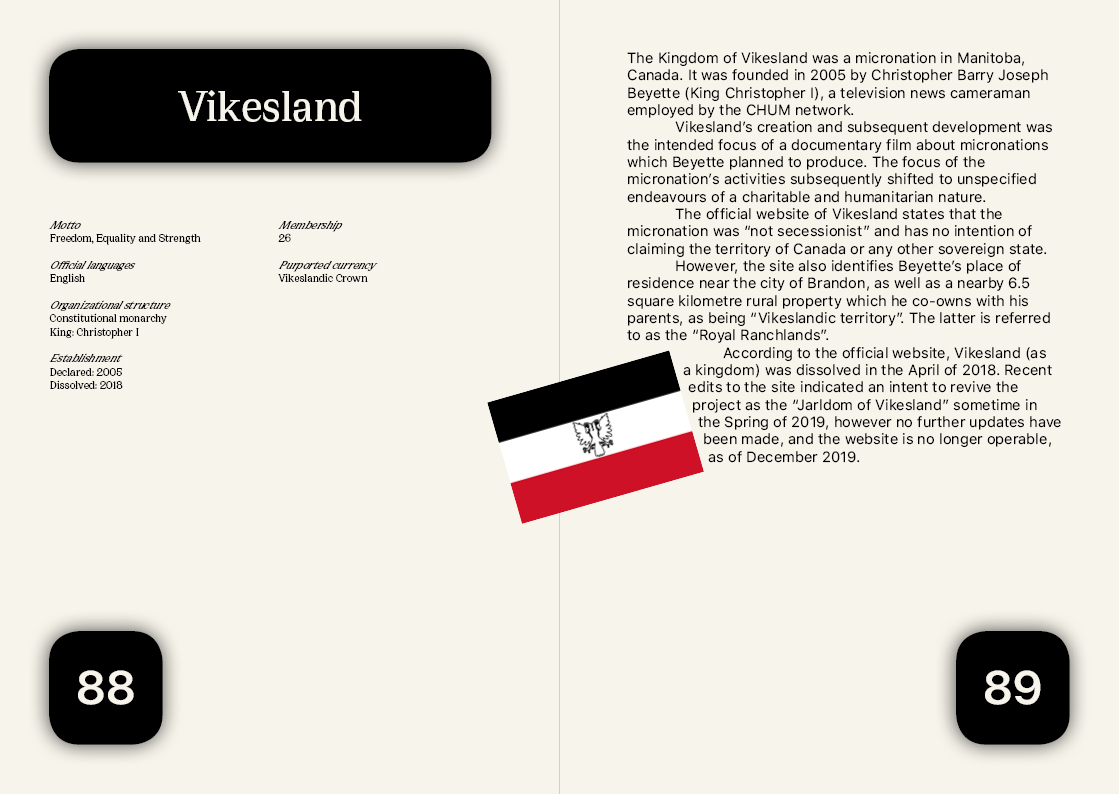 Vikesland
Motto
Freedom, Equality and Strength
Official languages
English
Organizational structure
Constitutional monarchy
King: Christopher I
Establishment
Declared: 2005
Dissolved: 2018
Membership
26
Purported currency
Vikeslandic Crown
88
The Kingdom of Vikesland was a micronation in Manitoba,
Canada. It was founded in 2005 by Christopher Barry Joseph
Beyette (King Christopher I), a television news cameraman
employed by the CHUM network.
Vikesland’s creation and subsequent development was
the intended focus of a documentary film about micronations
which Beyette planned to produce. The focus of the
micronation’s activities subsequently shifted to unspecified
endeavours of a charitable and humanitarian nature.
The official website of Vikesland states that the
micronation was “not secessionist” and has no intention of
claiming the territory of Canada or any other sovereign state.
However, the site also identifies Beyette’s place of
residence near the city of Brandon, as well as a nearby 6.5
square kilometre rural property which he co-owns with his
parents, as being “Vikeslandic territory”. The latter is referred
to as the “Royal Ranchlands”.
According to the official website, Vikesland (as
a kingdom) was dissolved in the April of 2018. Recent
edits to the site indicated an intent to revive the
project as the “Jarldom of Vikesland” sometime in
the Spring of 2019, however no further updates have
been made, and the website is no longer operable,
as of December 2019.
89